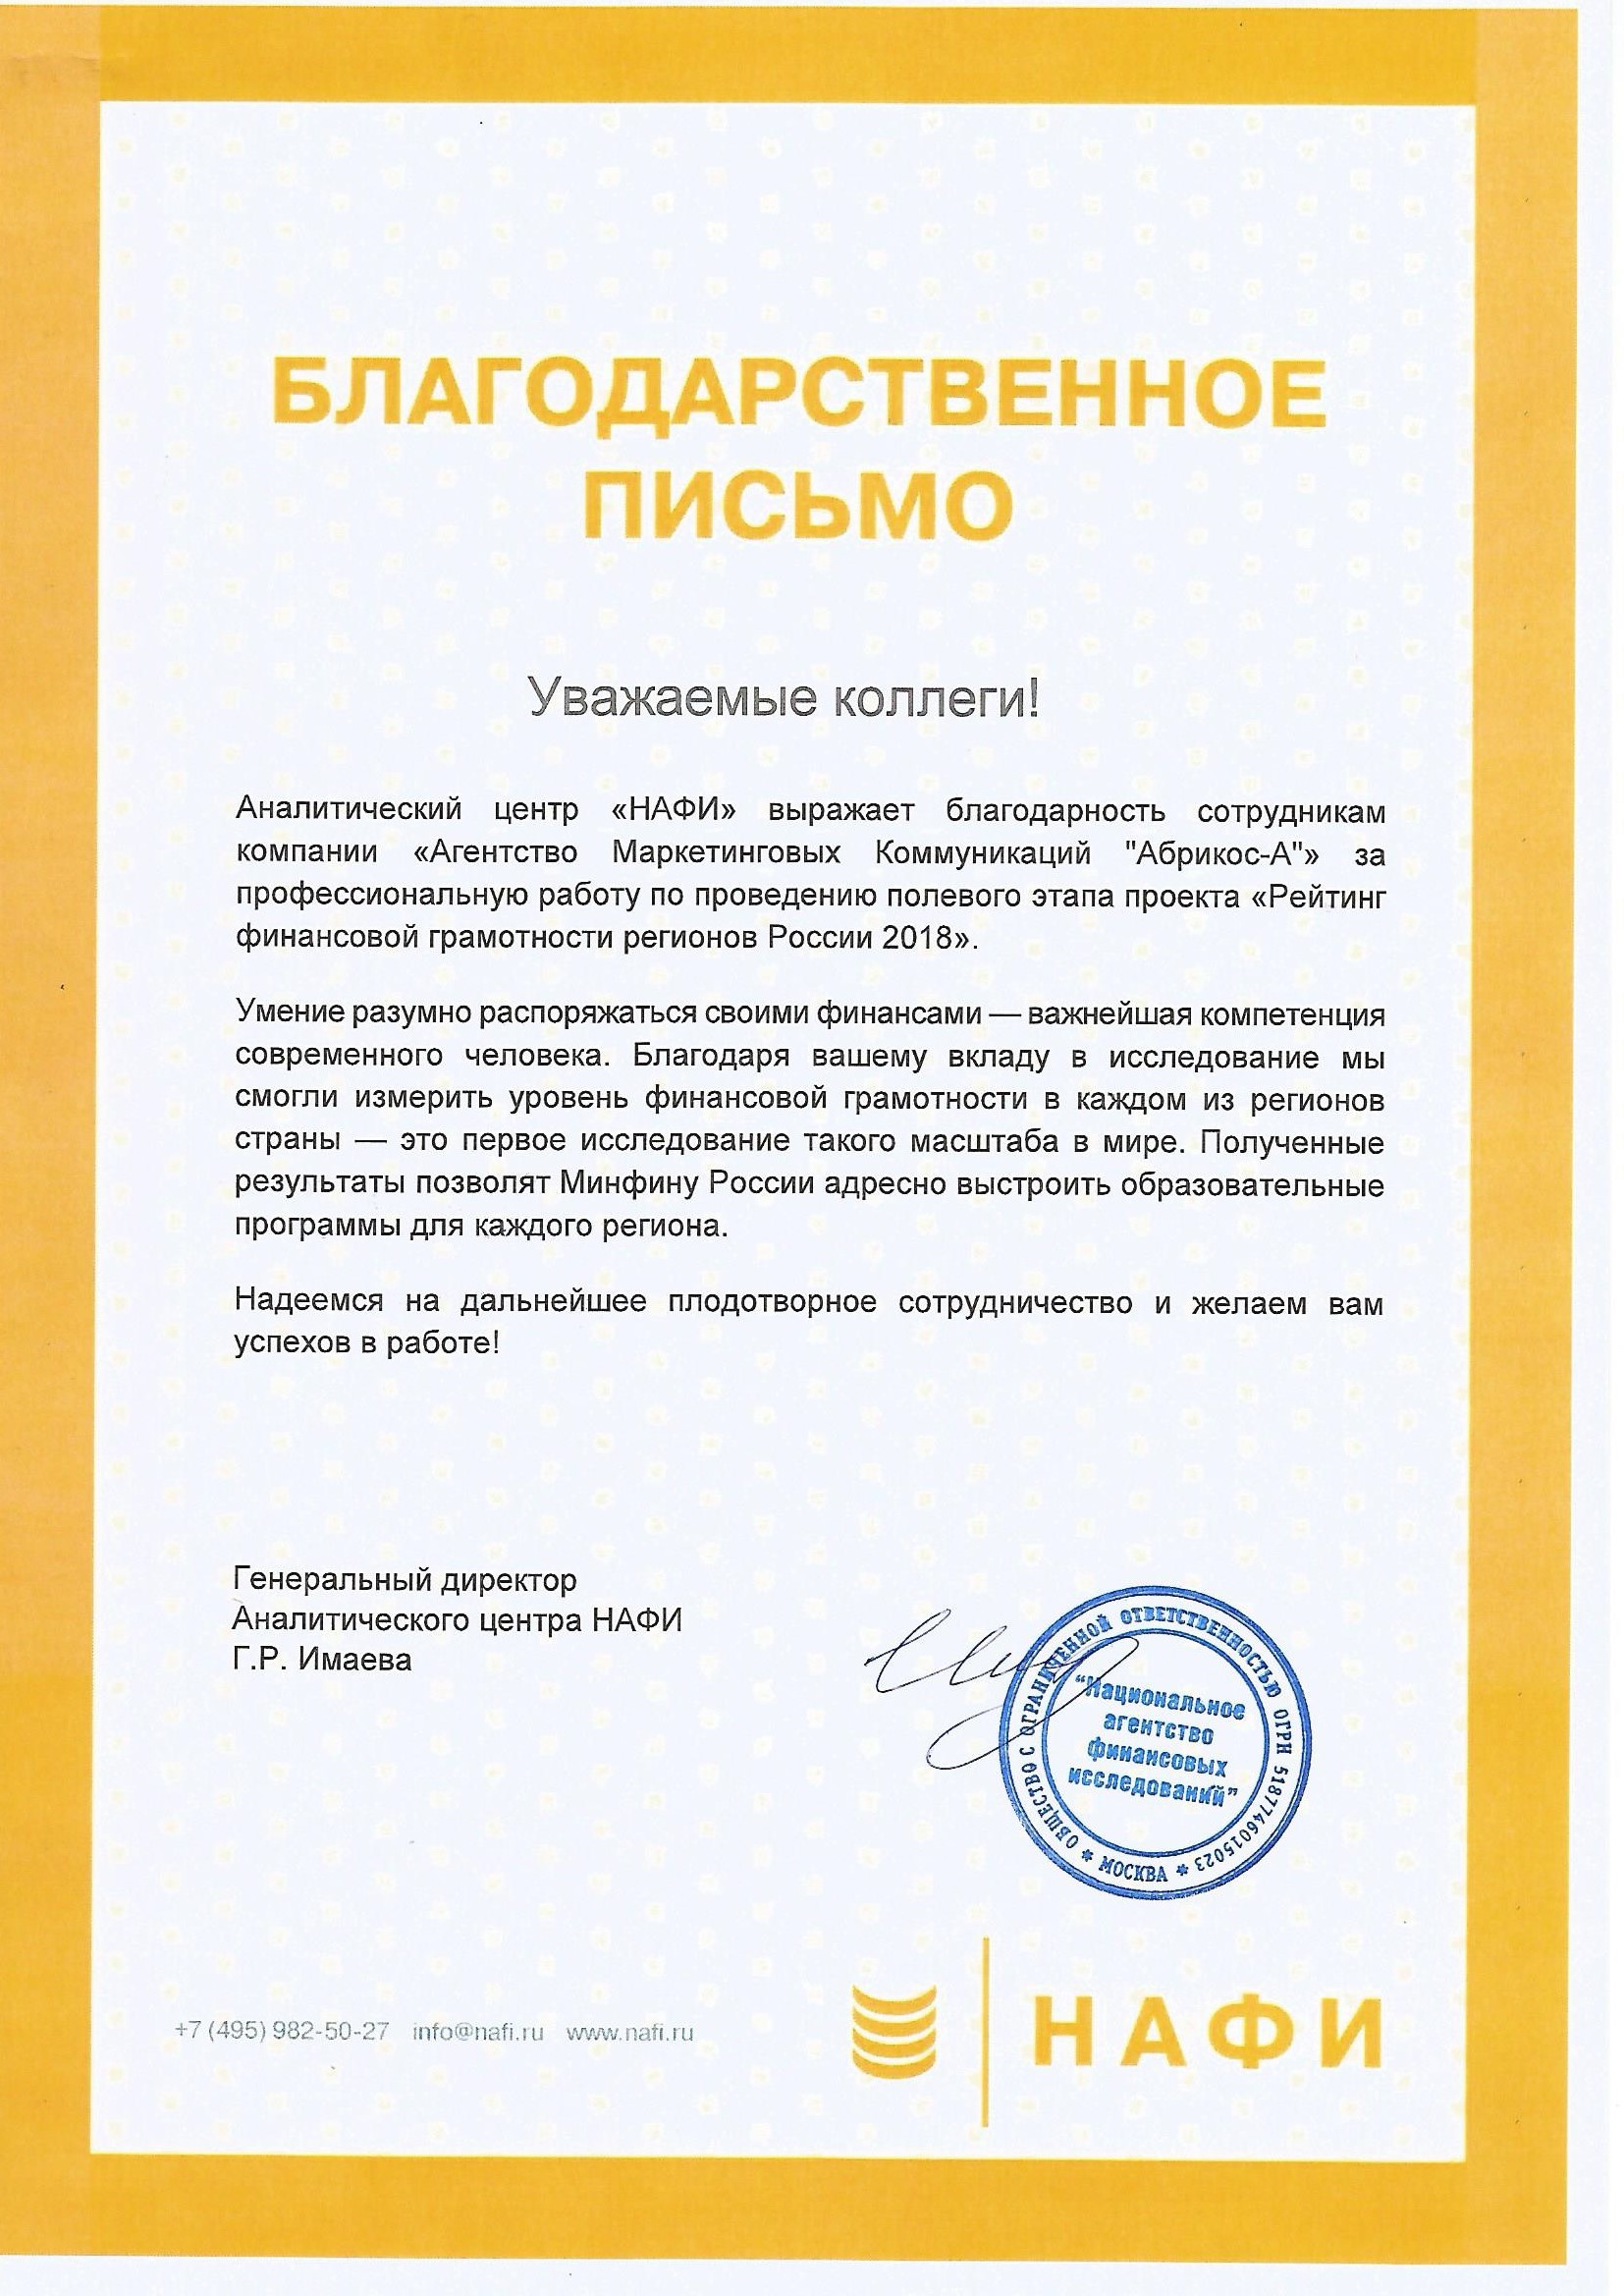 БЛАГОДАРСТВЕННОЕ
ПИСЬМО
Уважаемые коллеги!
Аналитический центр «НАФИ» выражает благодарность сотрудникам
компании «Агентство Маркетинговых Коммуникаций "Абрикос-А"» за
профессиональную работу по проведению полевого этапа проекта «Рейтинг
финансовой грамотности регионов России 2018».
Умение разумно распоряжаться своими финансами — важнейшая компетенция
современного человека. Благодаря вашему вкладу в исследование мы
смогли измерить уровень финансовой грамотности в каждом из регионов
страны — это первое исследование такого масштаба в мире. Полученные
результаты позволят Минфину России адресно выстроить образовательные
программы для каждого региона.
Надеемся на дальнейшее плодотворное сотрудничество и желаем вам
успехов в работе!
Генеральный директор
Аналитического центра НАФИ
Г.Р. Имаева
ОБЩЕСТВО С ОГРАНИЧЕННОЙ ОТВЕТСТВЕННОСТЬЮ ОГРН 5187746015023
* МОСКВА *
“Национальное
агентство
финансовых
исследований”
+7 (495) 982-50-27 info@nafi.ru www.nafi.ru
НАФИ